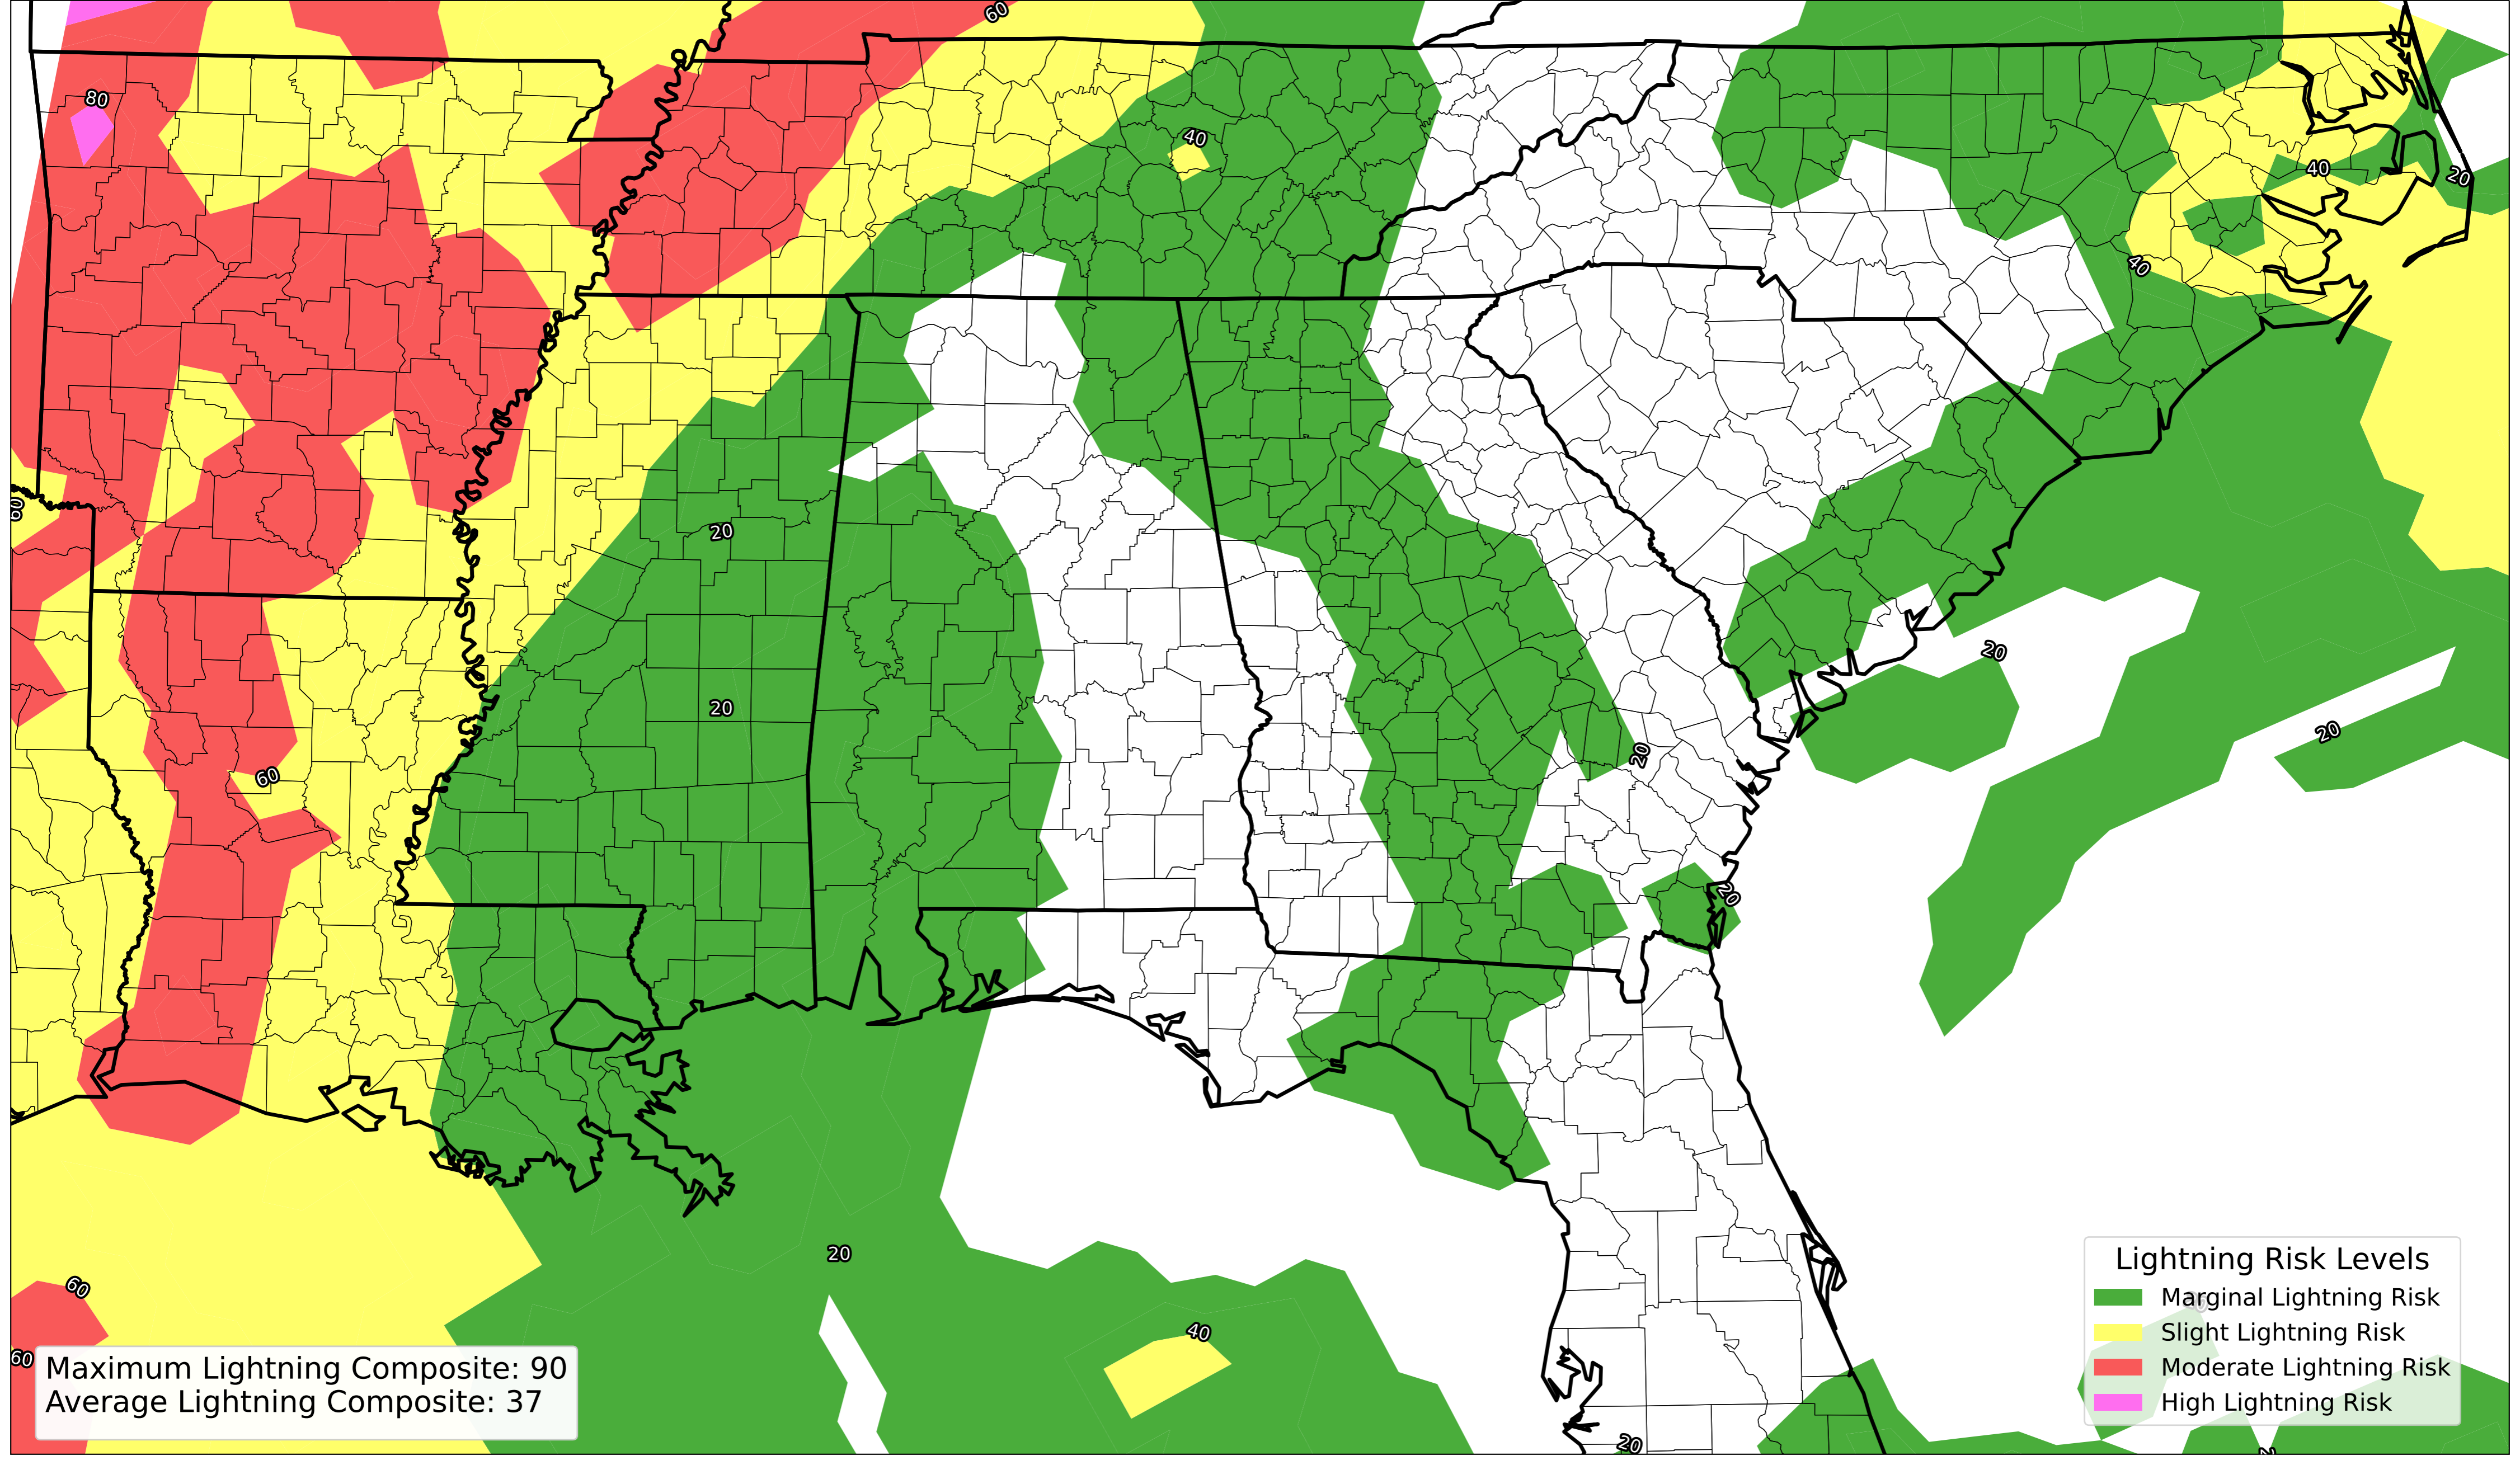 60
80
40
40
20
40
60
20
20
20
20
20
60
20
20
60
40
60
Maximum Lightning Composite: 90
Average Lightning Composite: 37
20
Lightning Risk Levels
Marginal Lightning Risk
Slight Lightning Risk
Moderate Lightning Risk
High Lightning Risk
20